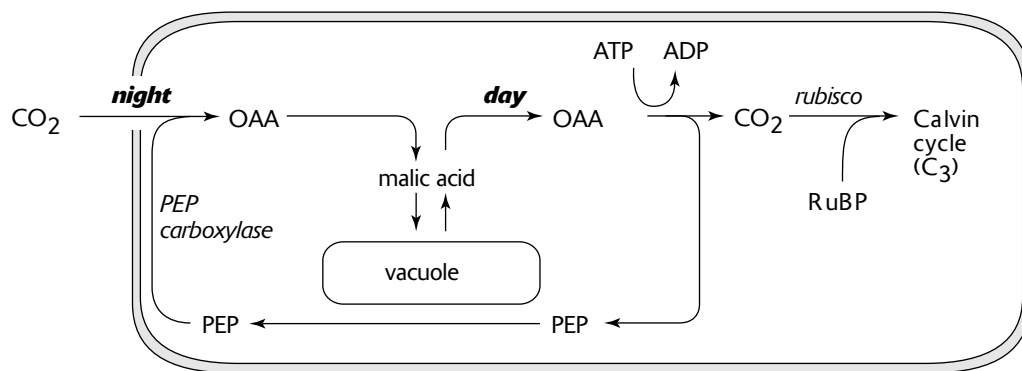 ATP ADP
night day
CO2 OAA OAA CO2 rubisco Calvin
cycle
(C3)
malic acid
RuBP
PEP
carboxylase
vacuole
PEP PEP